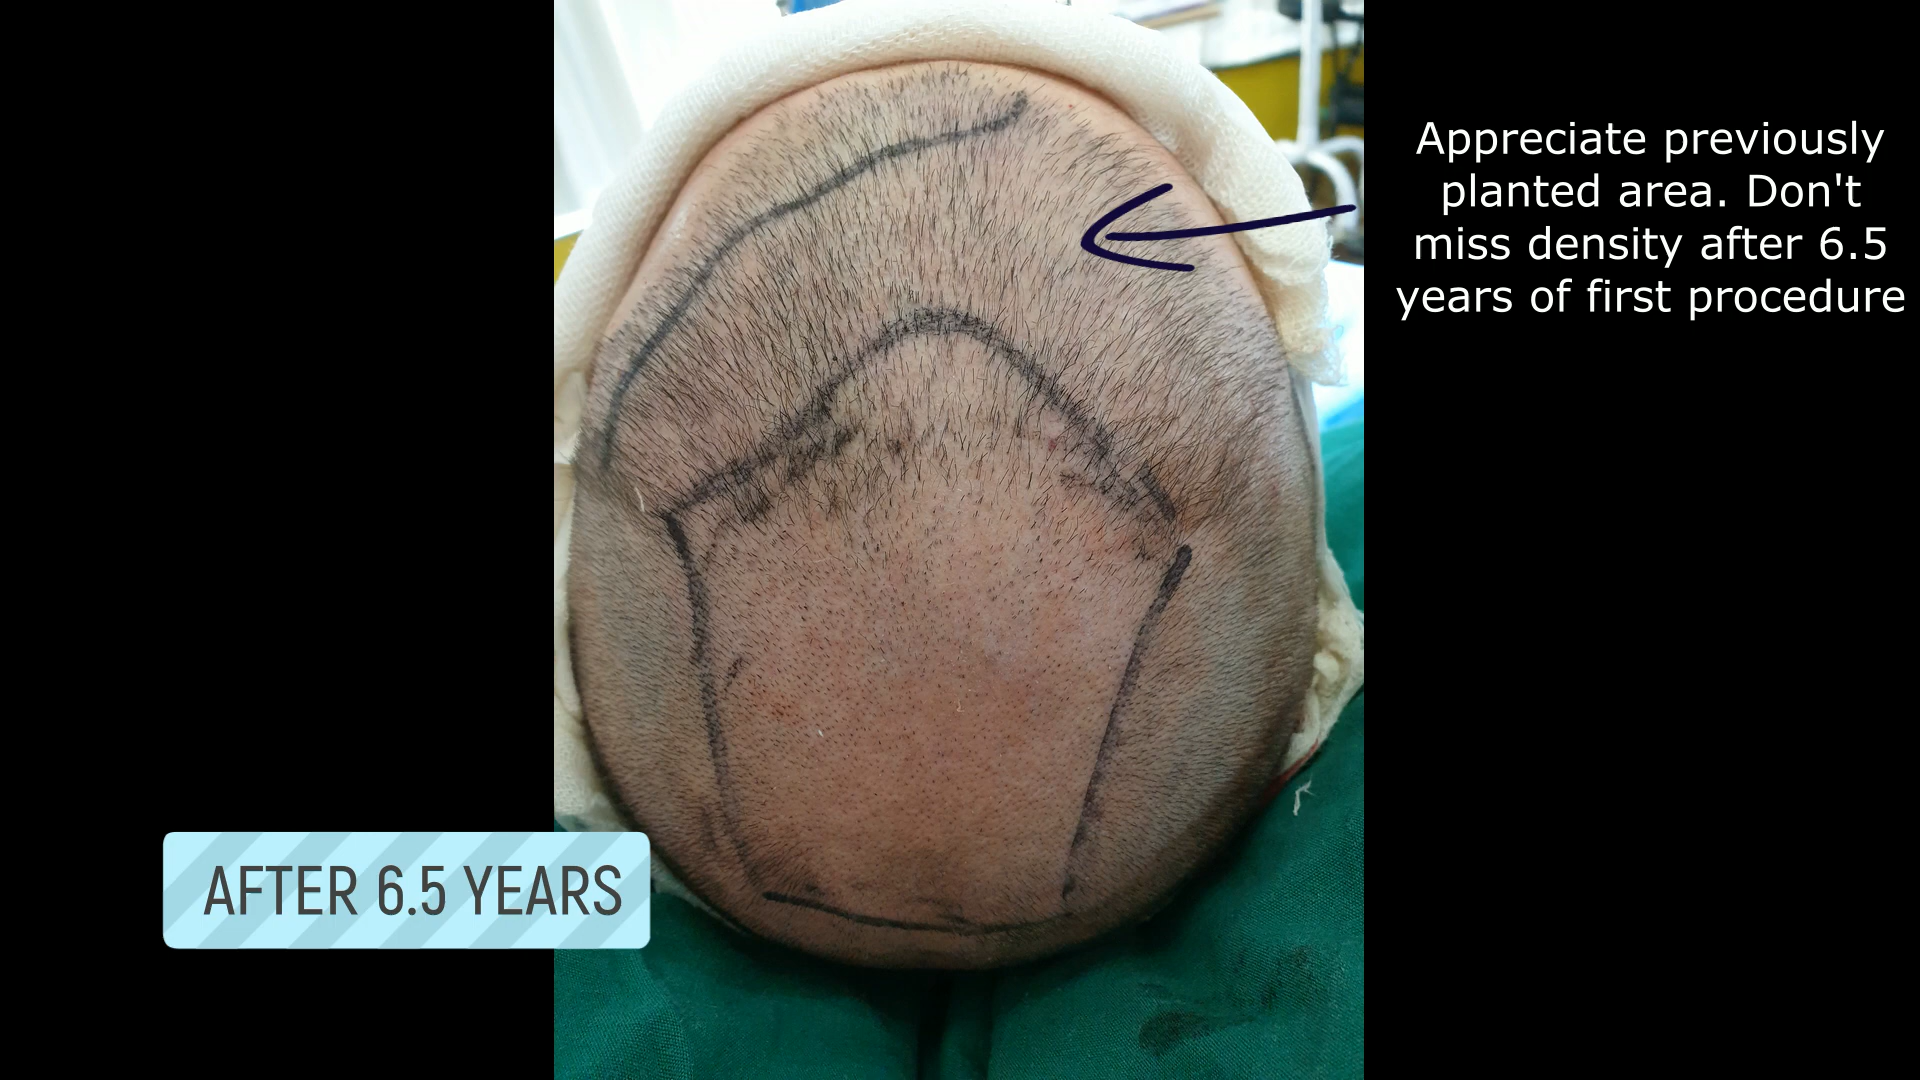 Appreciate previously
planted area. Don't
miss density after 6.5
years of first procedure
AFTER 6.5 YEARS